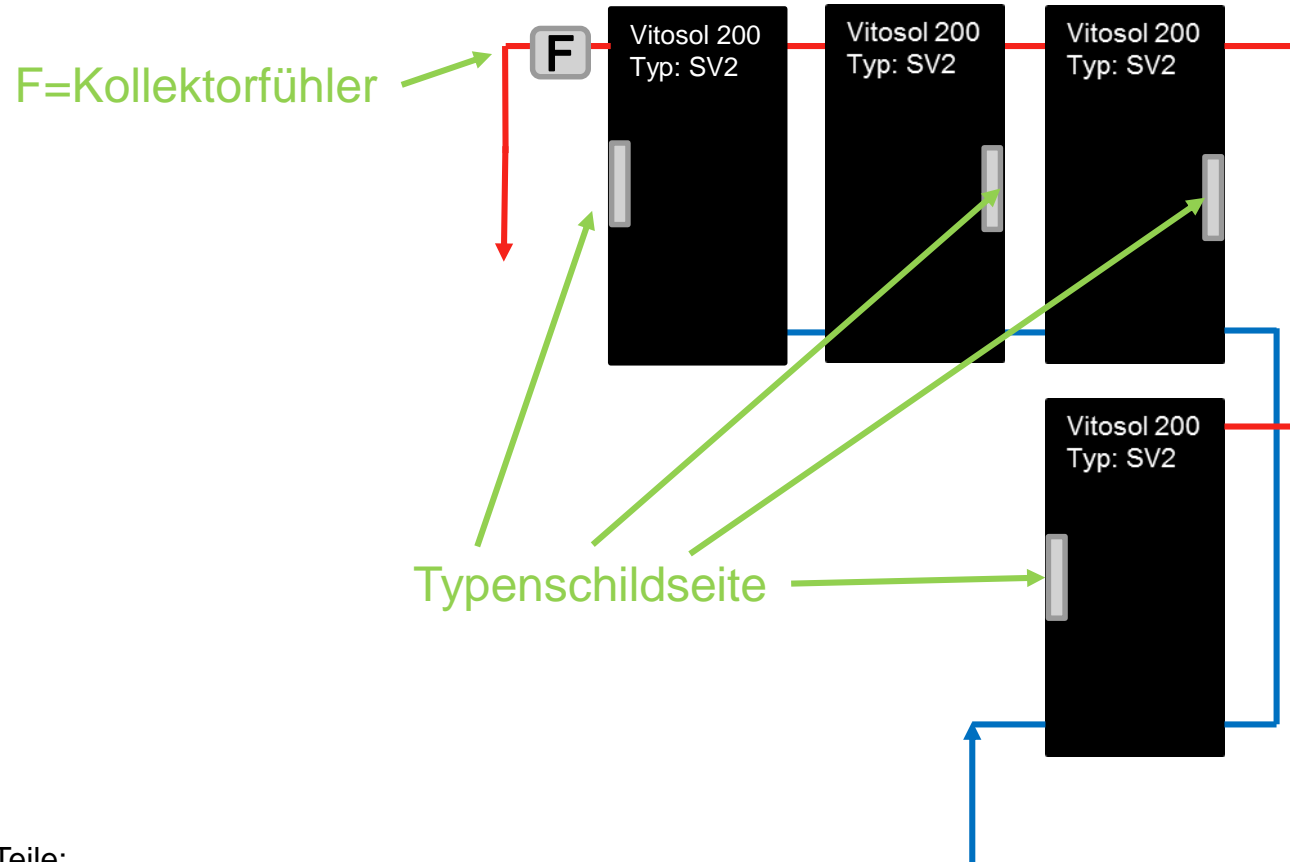 Vitosol 200
Typ: SV2
Vitosol 200
Typ: SV2
Vitosol 200
Typ: SV2
F
F=Kollektorfühler
Vitosol 200
Typ: SV2
Typenschildseite
Teile: